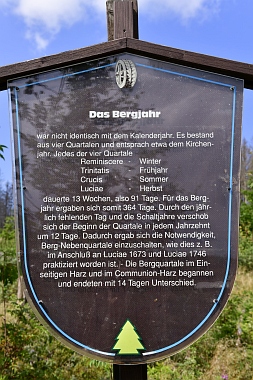 Das Bergjahr
war nicht identisch mit dem Kalenderjahr. Es bestand
aus vier Quartalen und entsprach etwa dem Kirchen-
jahr. Jedes der vier Quartale
Reminiscere - Winter
Trinitatis - Frühjahr
Crucis - Sommer
Luciae - Herbst
dauerte 13 Wochen, also 91 Tage. Für das Berg-
jahr ergaben sich somit 364 Tage. Durch den jähr-
lich fehlenden Tag und die Schaltjahre verschob
sich der Beginn der Quartale in jedem Jahrzehnt
um 12 Tage. Dadurch ergab sich die Notwendigkeit,
Berg-Nebenquartale einzuschalten, wie dies z. B.
im Anschluß an Luciae 1673 und Luciae 1746
praktiziert worden ist. - Die Bergquartale im Ein-
seitigen Harz und im Communion-Harz begannen
und endeten mit 14 Tagen Unterschied.